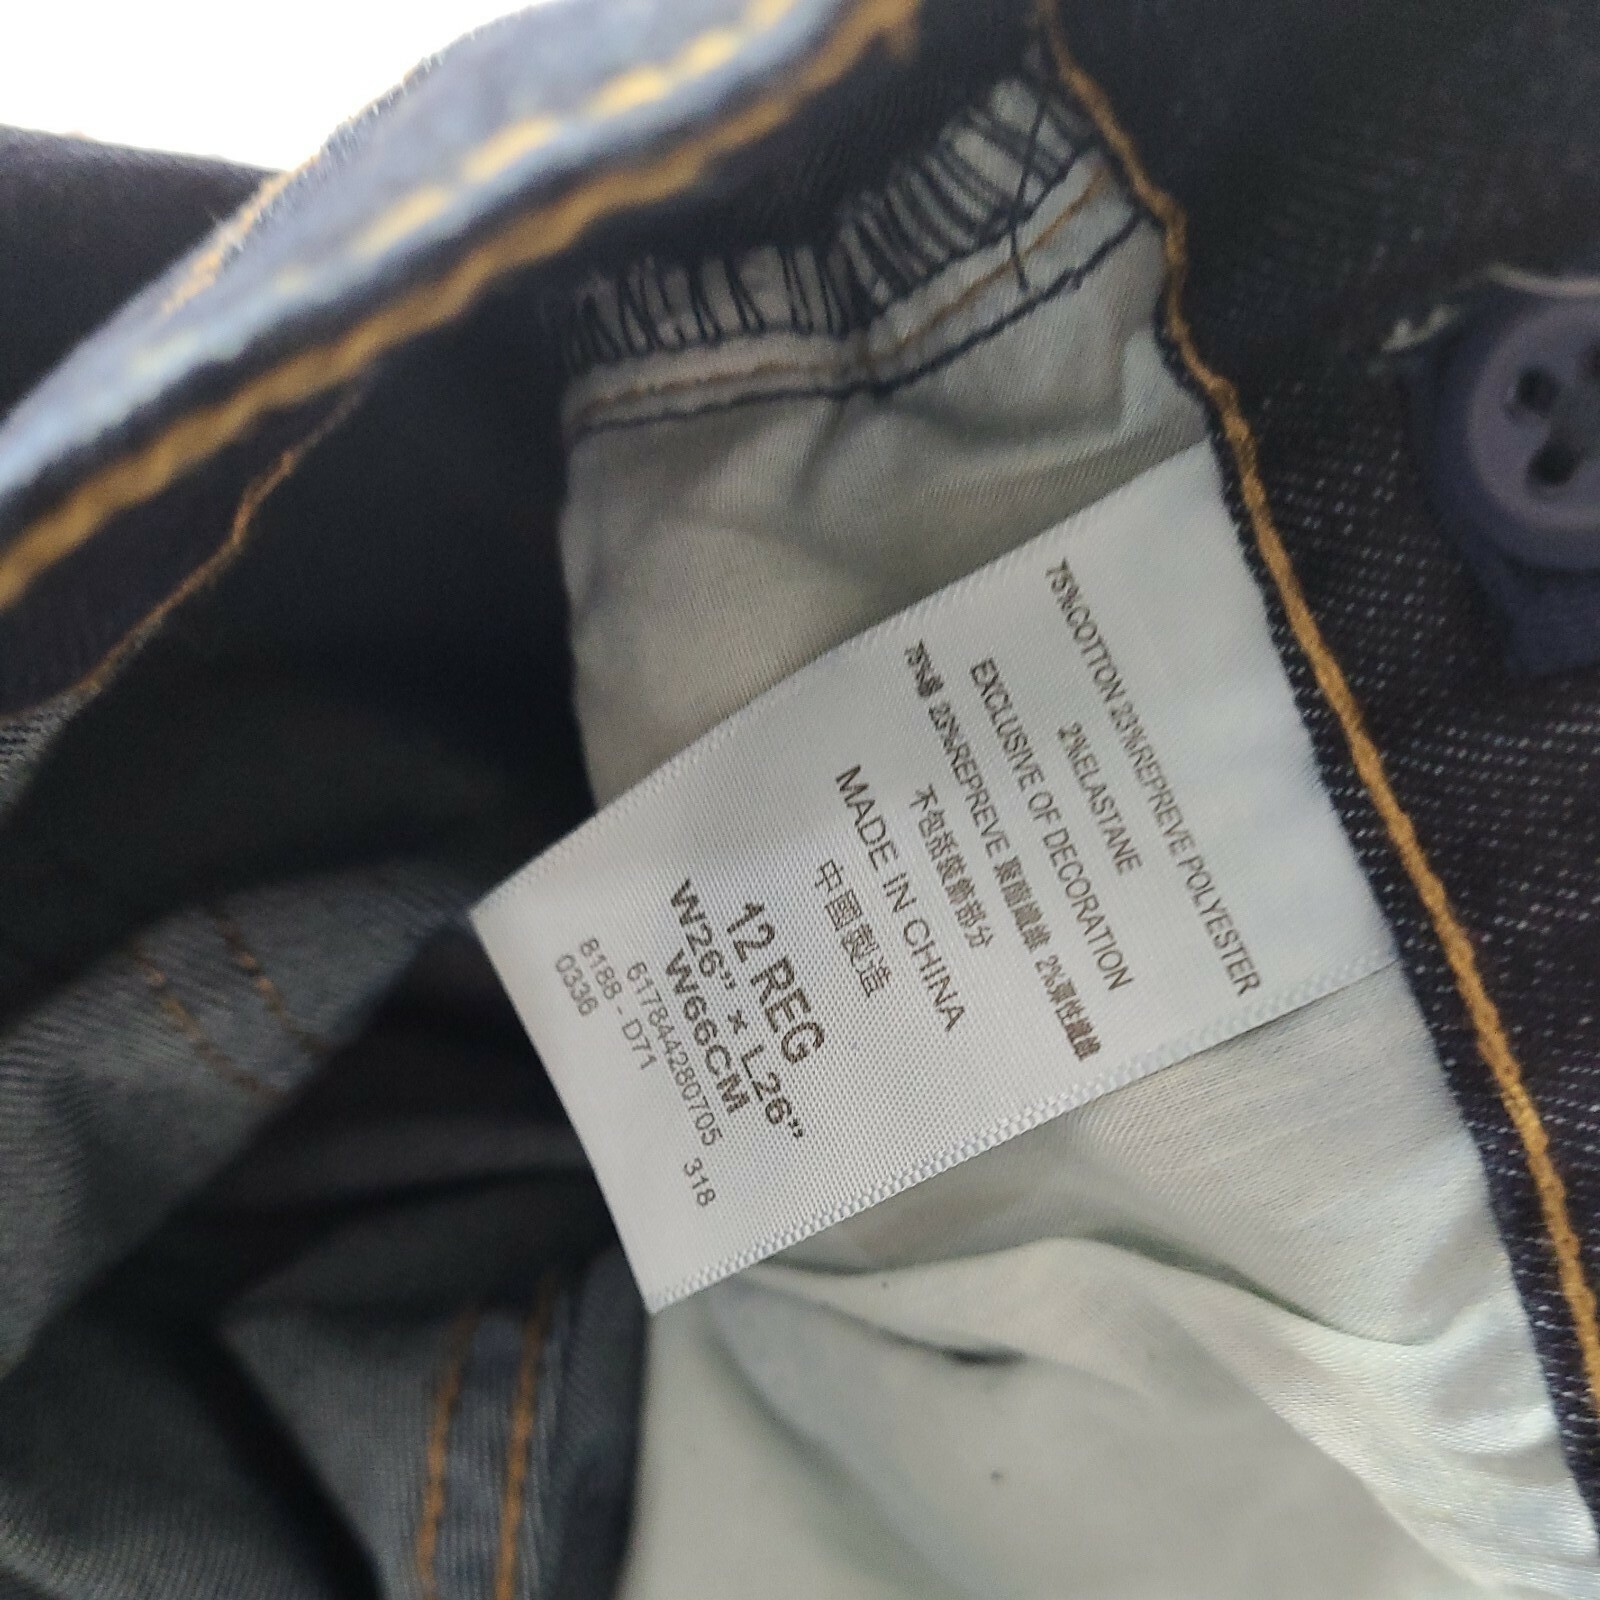 75%COTTON 23%REPREVE POLYESTER
2%ELASTANE
EXCLUSIVE OF DECORATION
75%棉 23%REPREVE 聚酯纖維 2%彈性纖維
不包括裝飾部分
MADE IN CHINA
中國製造
12 REG
W26" x L26"
W66CM
617844280705 318
8188 - D71
0336